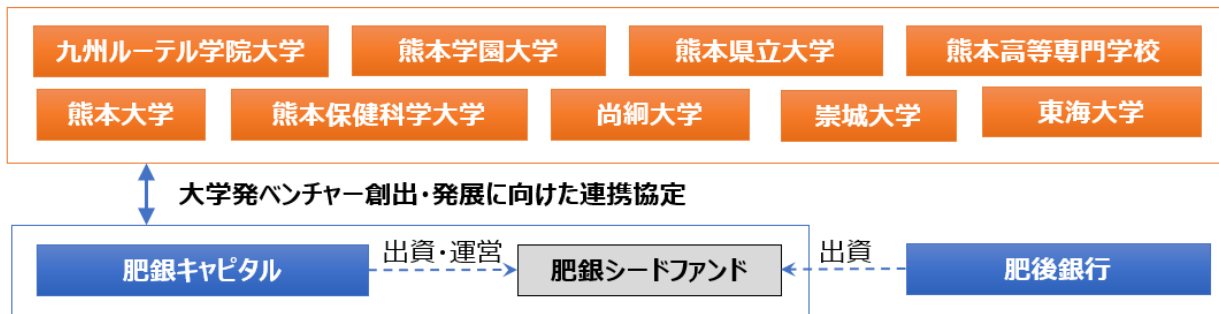 九州ルーテル学院大学
熊本学園大学
熊本県立大学
熊本高等専門学校
熊本大学
熊本保健科学大学
尚絅大学
崇城大学
東海大学
大学発ベンチャー創出・発展に向けた連携協定
肥銀キャピタル
出資・運営
肥銀シードファンド
出資
肥後銀行